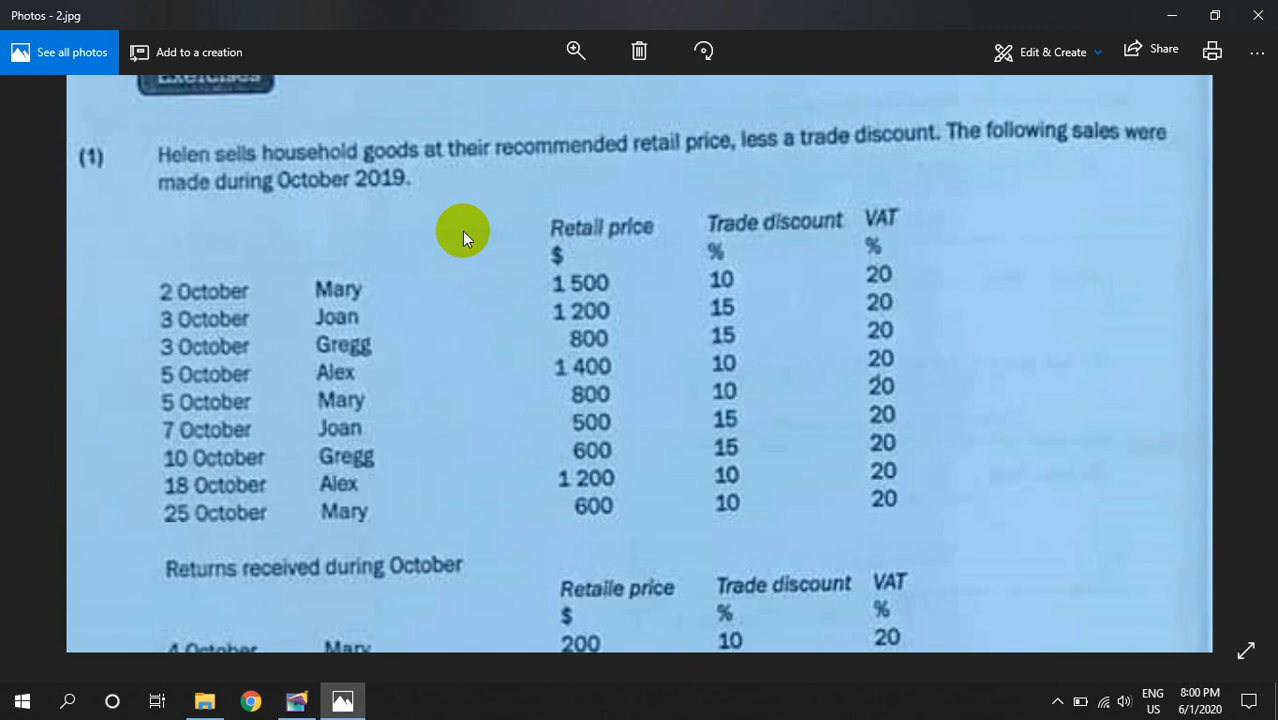 Photos - 2.jpg
See all photos
Add to a creation
Edit & Create
Share
Exercises
(1) Helen sells household goods at their recommended retail price, less a trade discount. The following sales were
made during October 2019.
Retail price Trade discount VAT
$ % %
2 October Mary 1 500 10 20
3 October Joan 1 200 15 20
3 October Gregg 800 15 20
5 October Alex 1 400 10 20
5 October Mary 800 10 20
7 October Joan 500 15 20
10 October Gregg 600 15 20
18 October Alex 1 200 10 20
25 October Mary 600 10 20
Returns received during October
Retaile price Trade discount VAT
$ % %
4 October Mary 200 10 20
ENG 8:00 PM
US 6/1/2020